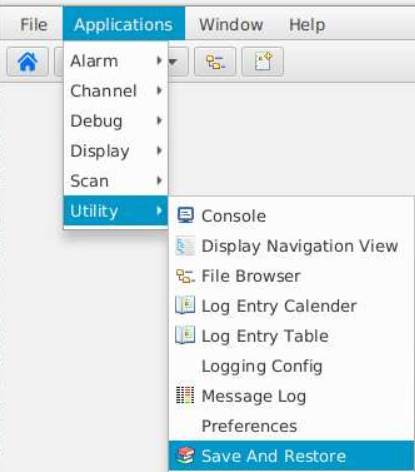 File Applications Window Help
Alarm
Channel
Debug
Display
Scan
Utility
Console
Display Navigation View
File Browser
Log Entry Calender
Log Entry Table
Logging Config
Message Log
Preferences
Save And Restore